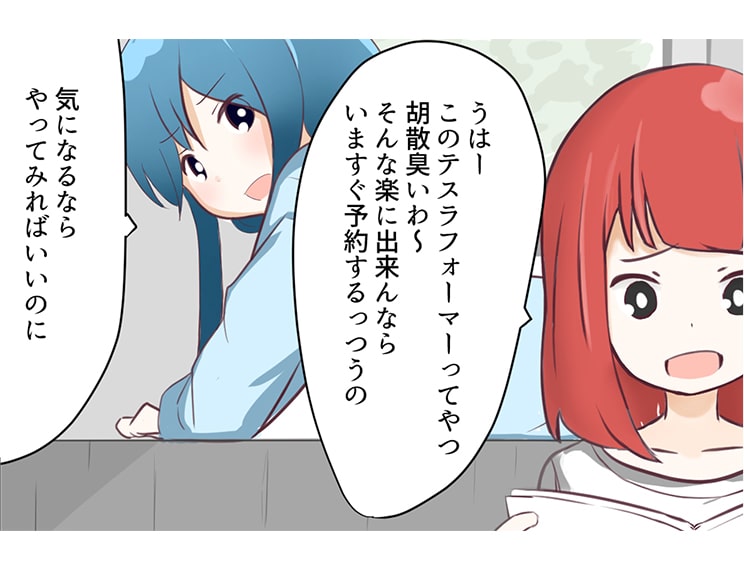 うはー
このテスラフォーマーってやつ
胡散臭いわ〜
そんな楽に出来んなら
いますぐ予約するっつうの
気になるなら
やってみればいいのに